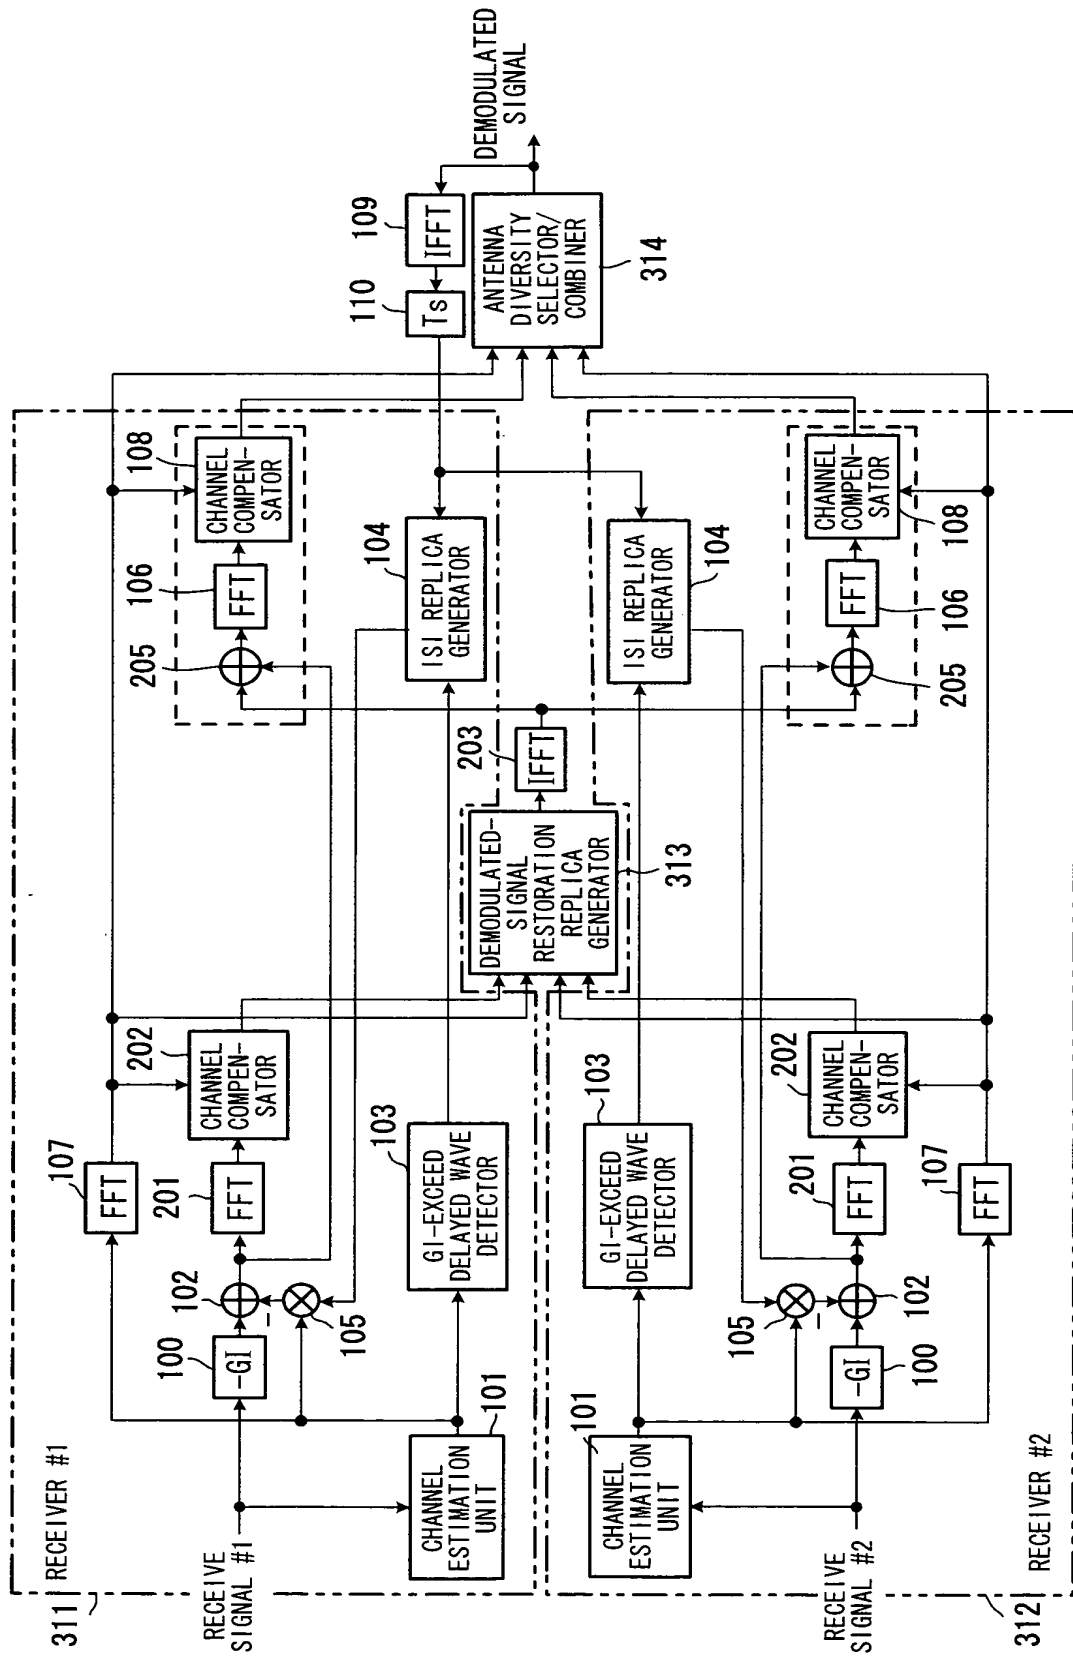 311
RECEIVER #1
RECEIVE
SIGNAL #1
CHANNEL
ESTIMATION
UNIT
101
100
-GI
102
-
105
107
FFT
201
FFT
202
CHANNEL
COMPEN-
SATOR
103
GI-EXCEED
DELAYED WAVE
DETECTOR
205
106
FFT
108
CHANNEL
COMPEN-
SATOR
104
ISI REPLICA
GENERATOR
DEMODULATED-
SIGNAL
RESTORATION
REPLICA
GENERATOR
313
203
IFFT
110
Ts
109
IFFT
ANTENNA
DIVERSITY
SELECTOR/
COMBINER
314
DEMODULATED
SIGNAL
312
RECEIVER #2
RECEIVE
SIGNAL #2
CHANNEL
ESTIMATION
UNIT
101
-GI
100
105
-
102
103
GI-EXCEED
DELAYED WAVE
DETECTOR
201
FFT
107
FFT
202
CHANNEL
COMPEN-
SATOR
ISI REPLICA
GENERATOR
104
205
FFT
106
CHANNEL
COMPEN-
SATOR
108